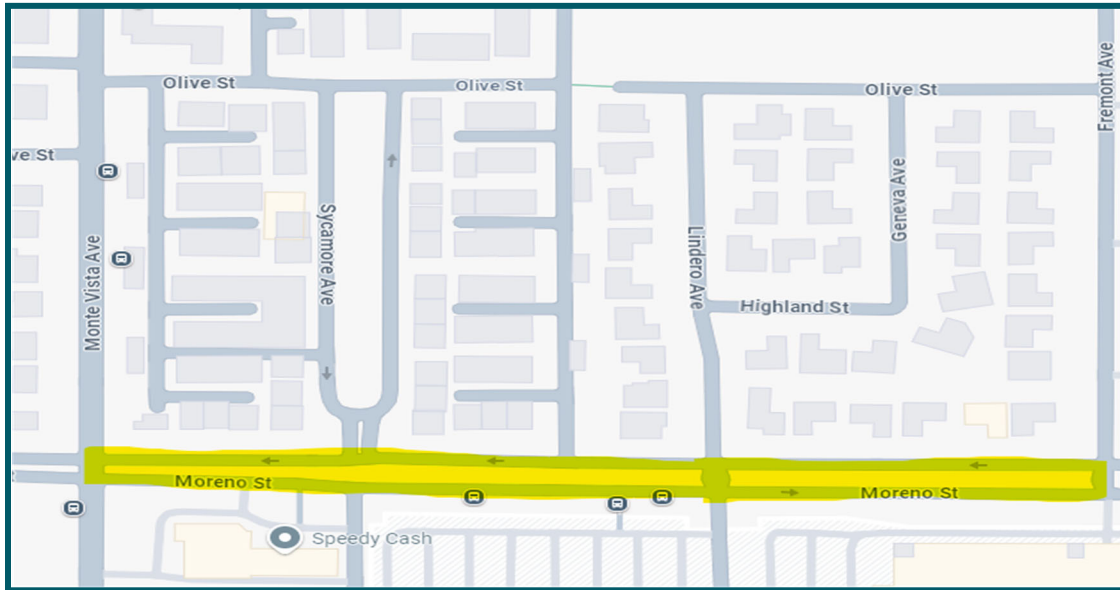 Olive St
Olive St
Olive St
Fremont Ave
ve St
Sycamore Ave
Geneva Ave
Monte Vista Ave
Lindero Ave
Highland St
Moreno St
Moreno St
Speedy Cash